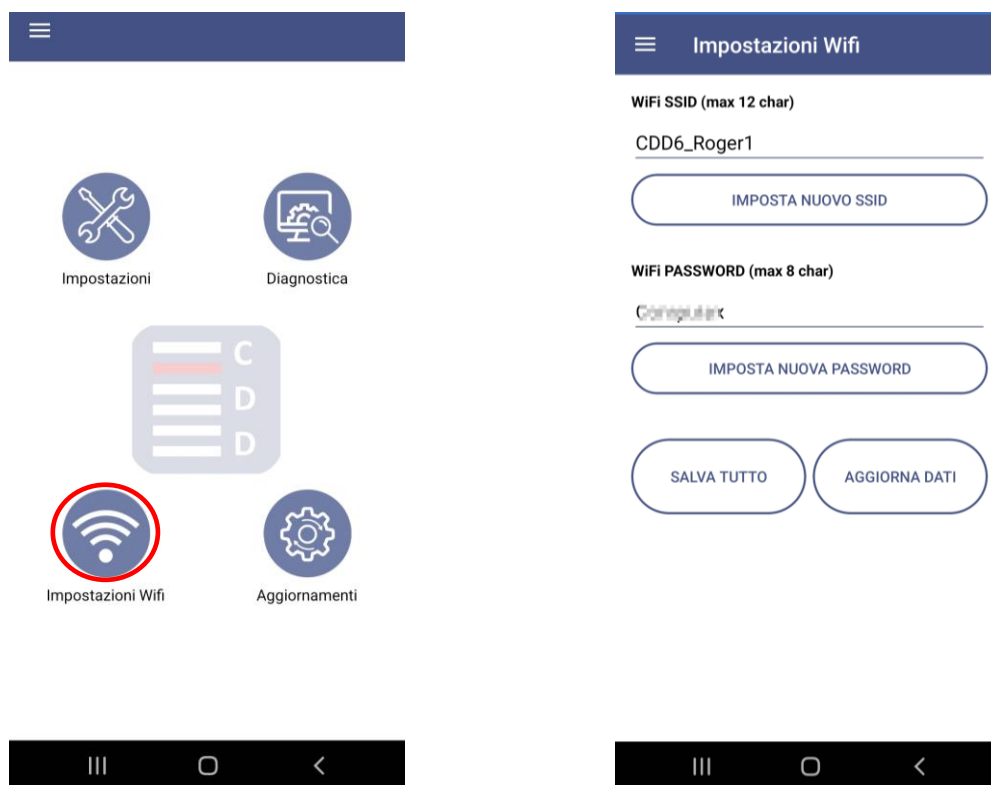 Impostazioni
Diagnostica
C
D
D
Impostazioni Wifi
Aggiornamenti
Impostazioni Wifi
WiFi SSID (max 12 char)
CDD6_Roger1
IMPOSTA NUOVO SSID
WiFi PASSWORD (max 8 char)
IMPOSTA NUOVA PASSWORD
SALVA TUTTO
AGGIORNA DATI